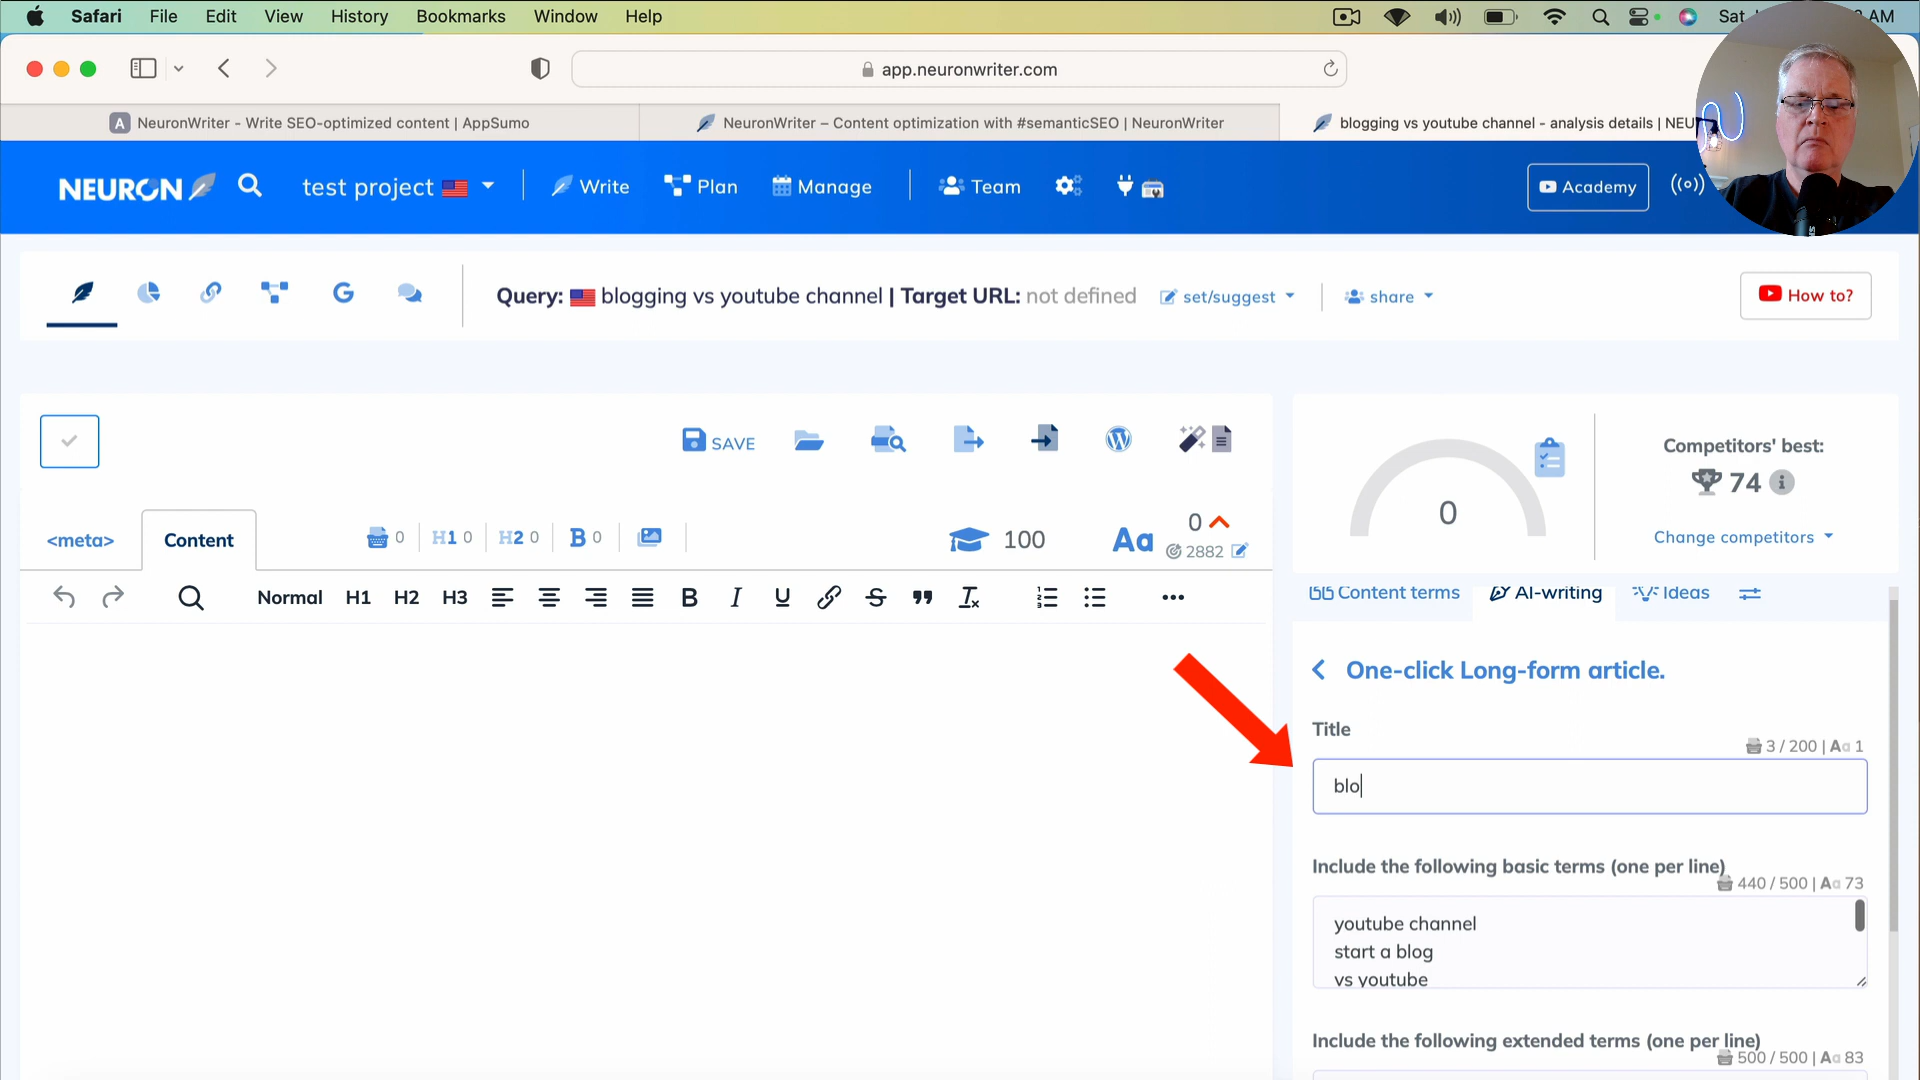 Safari File Edit View History Bookmarks Window Help Sat AM
app.neuronwriter.com
A NeuronWriter - Write SEO-optimized content | AppSumo
NeuronWriter – Content optimization with #semanticSEO | NeuronWriter
blogging vs youtube channel - analysis details | NEU
NEURON test project Write Plan Manage Team Academy
Query: blogging vs youtube channel | Target URL: not defined set/suggest share How to?
SAVE
Competitors' best:
74
0
Change competitors
<meta> Content 0 H1 0 H2 0 B 0 100 Aa 0
2882
Normal H1 H2 H3
Content terms AI-writing Ideas
One-click Long-form article.
Title
3 / 200 | Aa 1
blo
Include the following basic terms (one per line)
440 / 500 | Aa 73
youtube channel
start a blog
vs youtube
Include the following extended terms (one per line)
500 / 500 | Aa 83